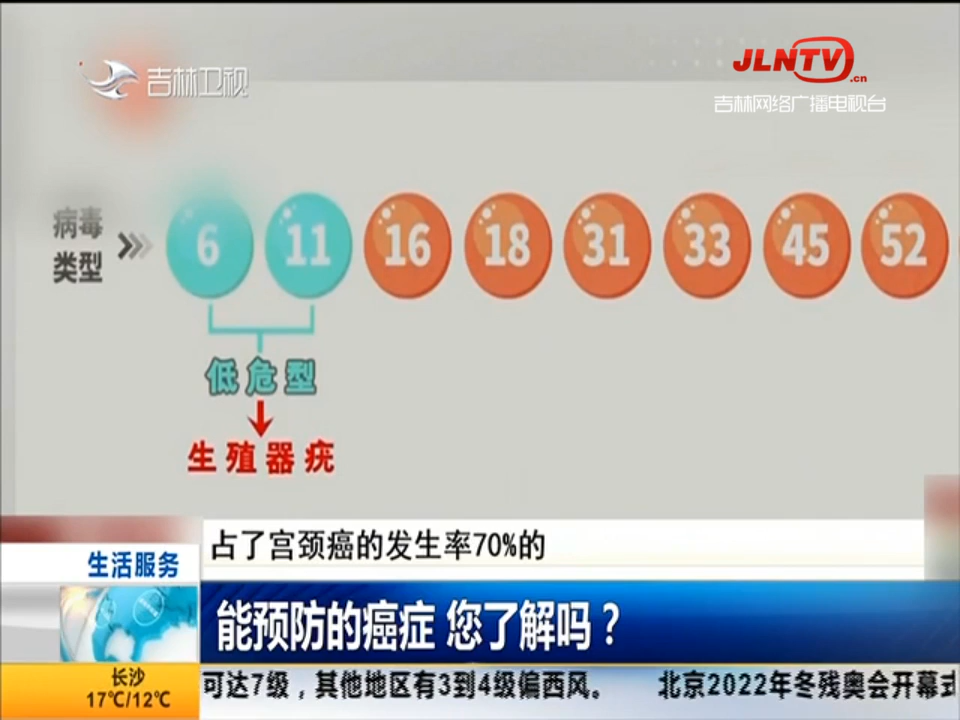 吉林卫视
JLNTV.cn
吉林网络广播电视台
病毒类型
6 11 16 18 31 33 45 52
低危型
生殖器疣
占了宫颈癌的发生率70%的
生活服务
能预防的癌症 您了解吗？
长沙
17℃/12℃
可达7级，其他地区有3到4级偏西风。 北京2022年冬残奥会开幕式